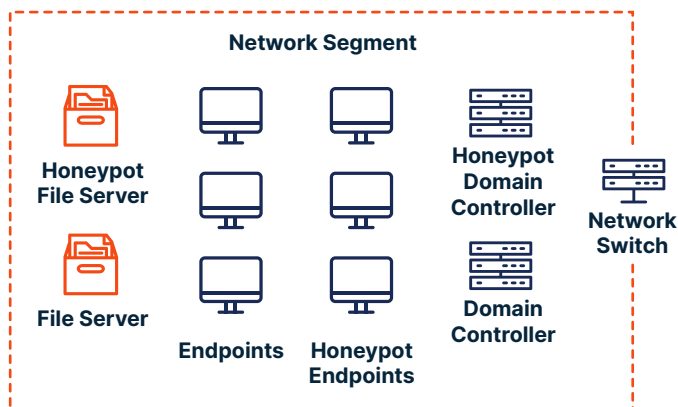 Network Segment
Honeypot
File Server
Honeypot
Domain
Controller
Network
Switch
File Server
Domain
Controller
Endpoints
Honeypot
Endpoints